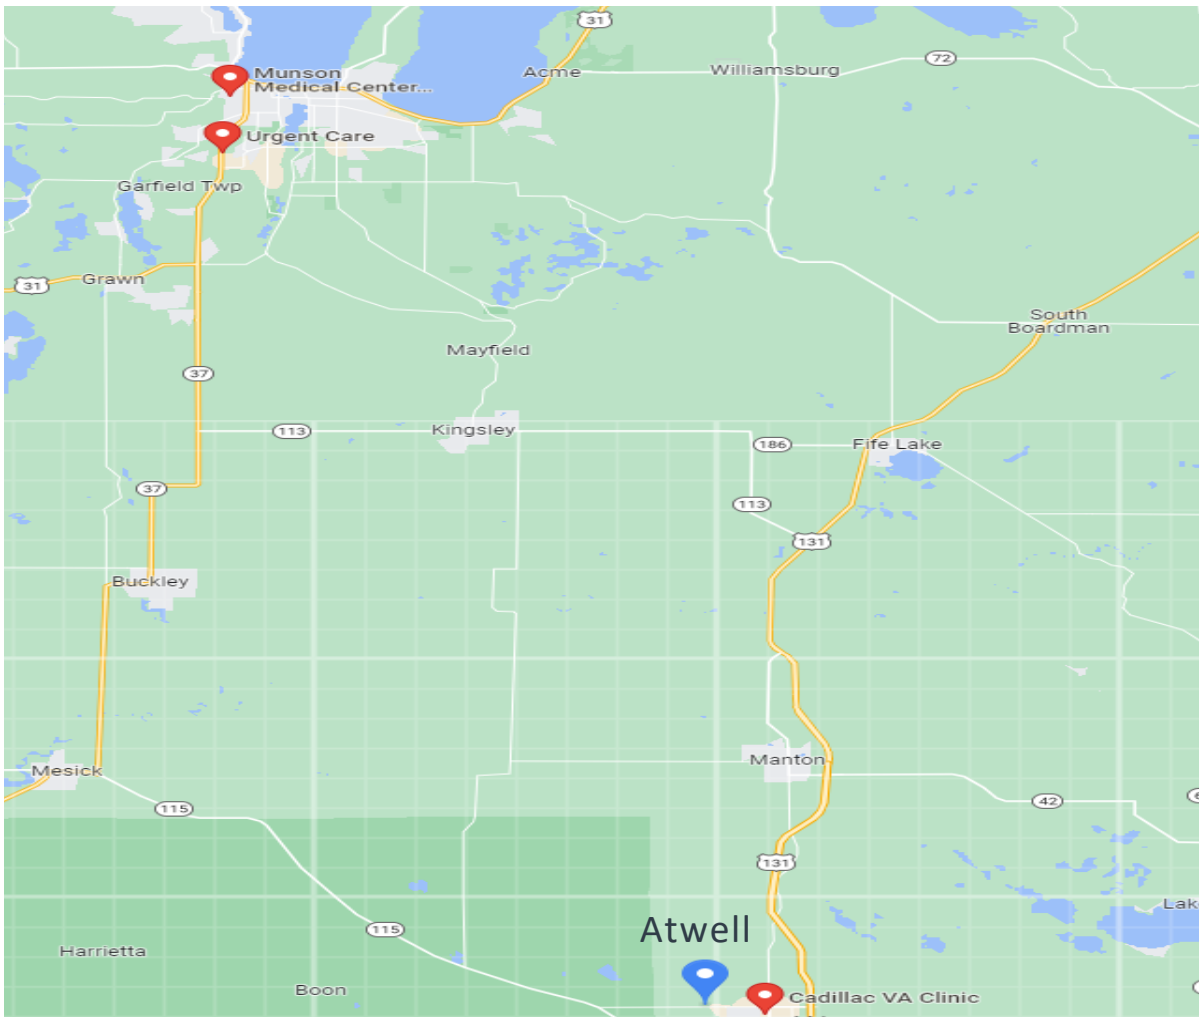 31
72
Acme
Williamsburg
Munson
Medical Center...
Urgent Care
Garfield Twp
Grawn
31
South
Boardman
Mayfield
37
113
Kingsley
186
Fife Lake
37
113
131
Buckley
Mesick
Manton
115
42
131
Lak
115
Atwell
Harrietta
Boon
Cadillac VA Clinic